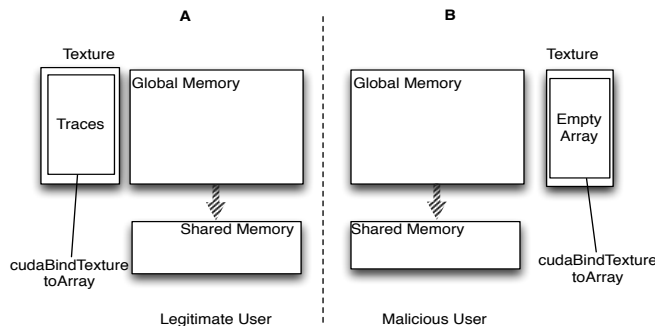 A
B
Texture
Global Memory
Traces
Shared Memory
cudaBindTexture
toArray
Legitimate User
Texture
Global Memory
Empty
Array
Shared Memory
cudaBindTexture
toArray
Malicious User